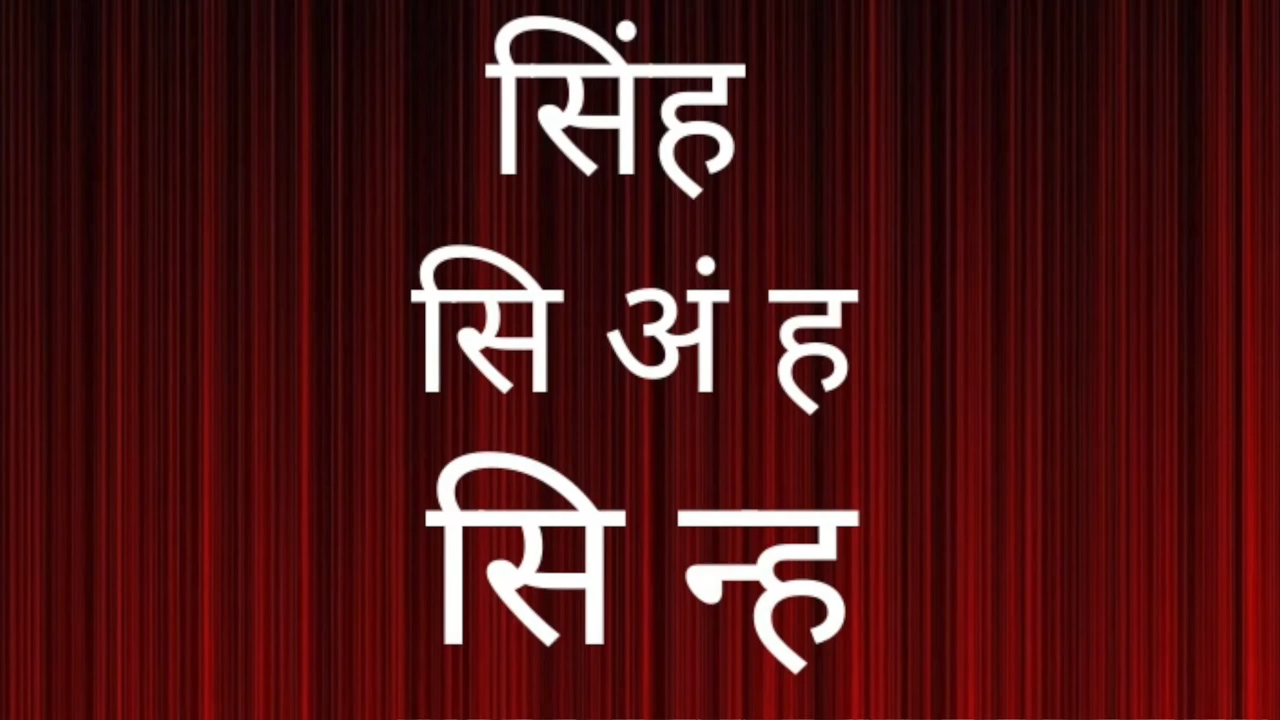 सिंह
सि अं ह
सि न्ह